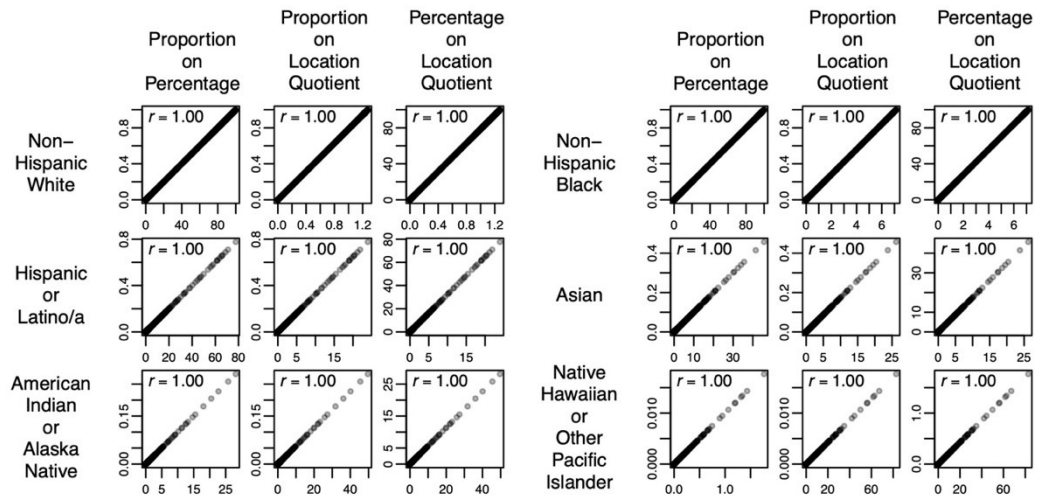 Proportion
on
Percentage
Proportion
on
Location
Quotient
Percentage
on
Location
Quotient
Non−
Hispanic
White
r = 1.00
0.0 0.4 0.8
0 40 80
r = 1.00
0.0 0.4 0.8
0.0 0.4 0.8 1.2
r = 1.00
0 40 80
0.0 0.4 0.8 1.2
Hispanic
or
Latino/a
r = 1.00
0.0 0.4 0.8
0 20 40 60 80
r = 1.00
0.0 0.4 0.8
0 5 15
r = 1.00
0 20 40 60 80
0 5 15
American
Indian
or
Alaska
Native
r = 1.00
0.00 0.15
0 5 15 25
r = 1.00
0.00 0.15
0 20 40
r = 1.00
0 5 15 25
0 20 40
Proportion
on
Percentage
Proportion
on
Location
Quotient
Percentage
on
Location
Quotient
Non−
Hispanic
Black
r = 1.00
0.0 0.4 0.8
0 40 80
r = 1.00
0.0 0.4 0.8
0 2 4 6
r = 1.00
0 40 80
0 2 4 6
Asian
r = 1.00
0.0 0.2 0.4
0 10 30
r = 1.00
0.0 0.2 0.4
0 5 10 15 25
r = 1.00
0 10 30
0 5 15 25
Native
Hawaiian
or
Other
Pacific
Islander
r = 1.00
0.000 0.010
0.0 1.0
r = 1.00
0.000 0.010
0 20 60
r = 1.00
0.0 1.0
0 20 60